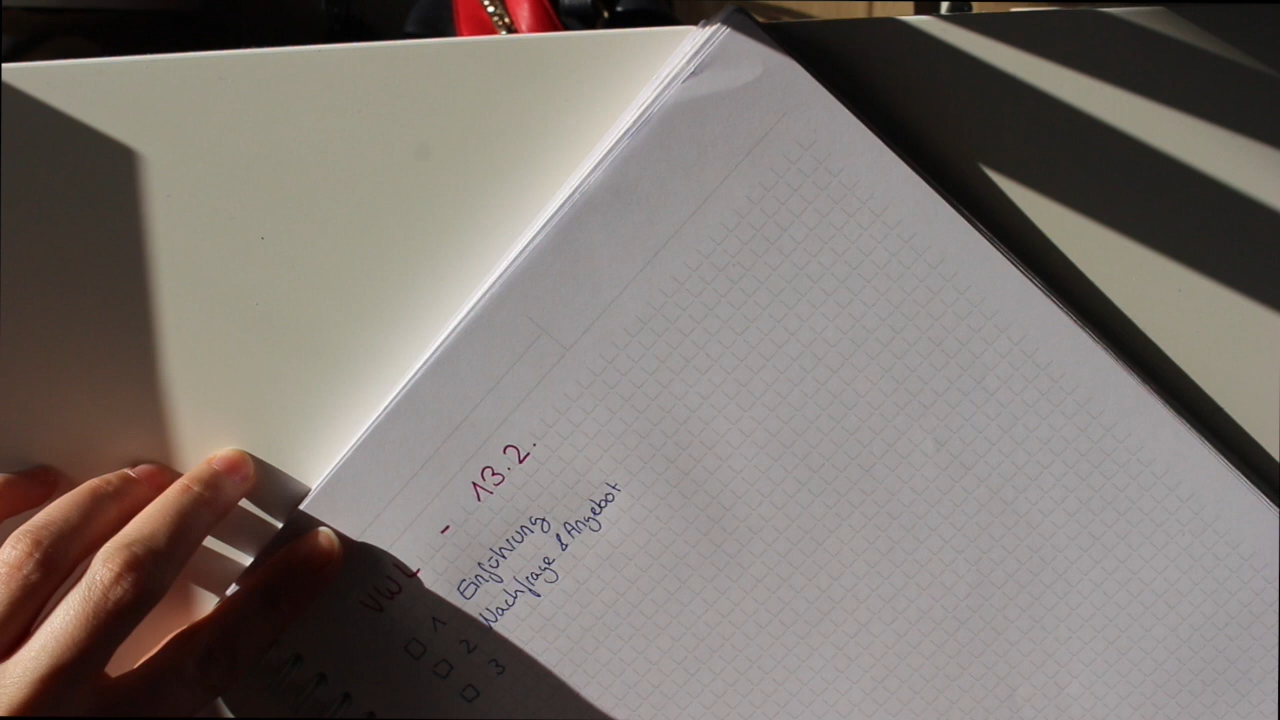 VWL - 13.2.
□ 1 Einführung
□ 2 Nachfrage & Angebot
□ 3